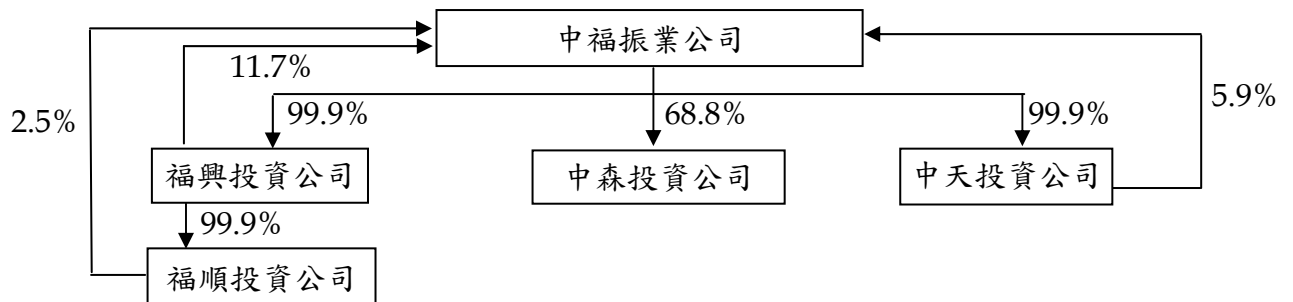 中福振業公司
11.7%
2.5%
99.9%
68.8%
99.9%
5.9%
福興投資公司
中森投資公司
中天投資公司
99.9%
福順投資公司